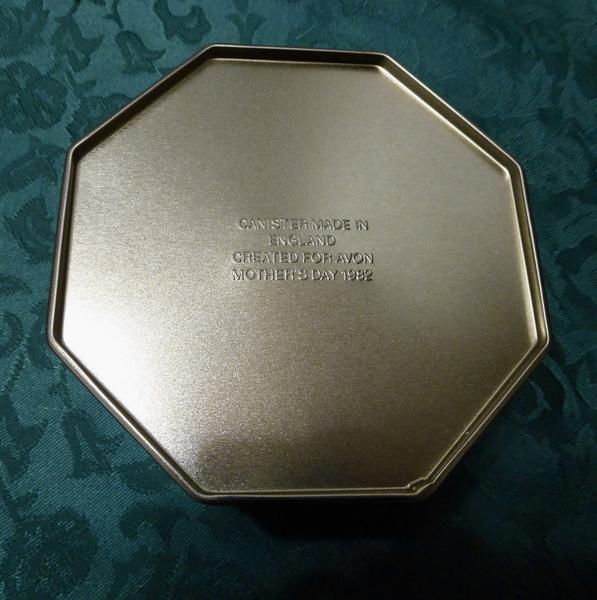 CANISTER MADE IN
ENGLAND
CREATED FOR AVON
MOTHER'S DAY 1982